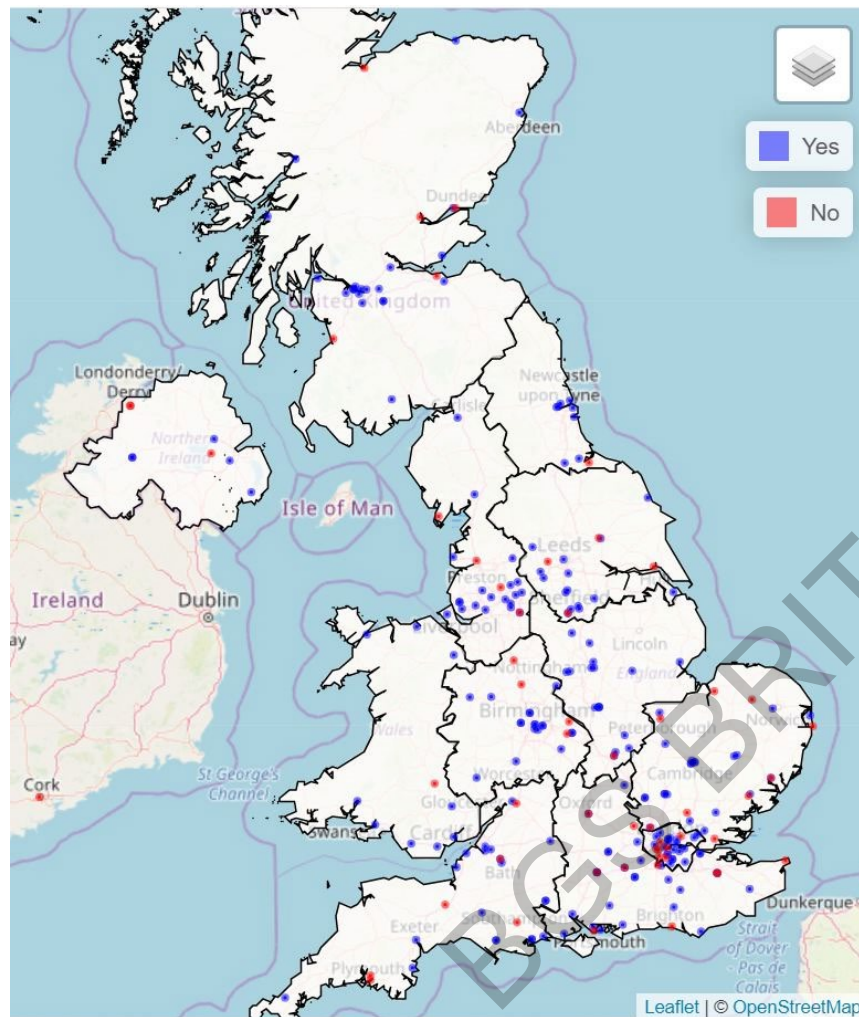 Aberdeen
Yes
No
Dundee
United Kingdom
Londonderry/
Derry
Newcastle
upon Tyne
Carlisle
Northern
Ireland
Isle of Man
Leeds
Preston
Ireland
Dublin
Sheffield
Liverpool
Lincoln
Nottingham
England
Birmingham
Wales
Peterborough
Norwich
Cork
St George's
Channel
Worcester
Cambridge
Gloucester
Oxford
Swansea
Cardiff
Bath
Dunkerque
Exeter
Southampton
Brighton
Portsmouth
Strait
of Dover
- Pas de
Calais
Plymouth
BGS BRIT
Leaflet | © OpenStreetMap